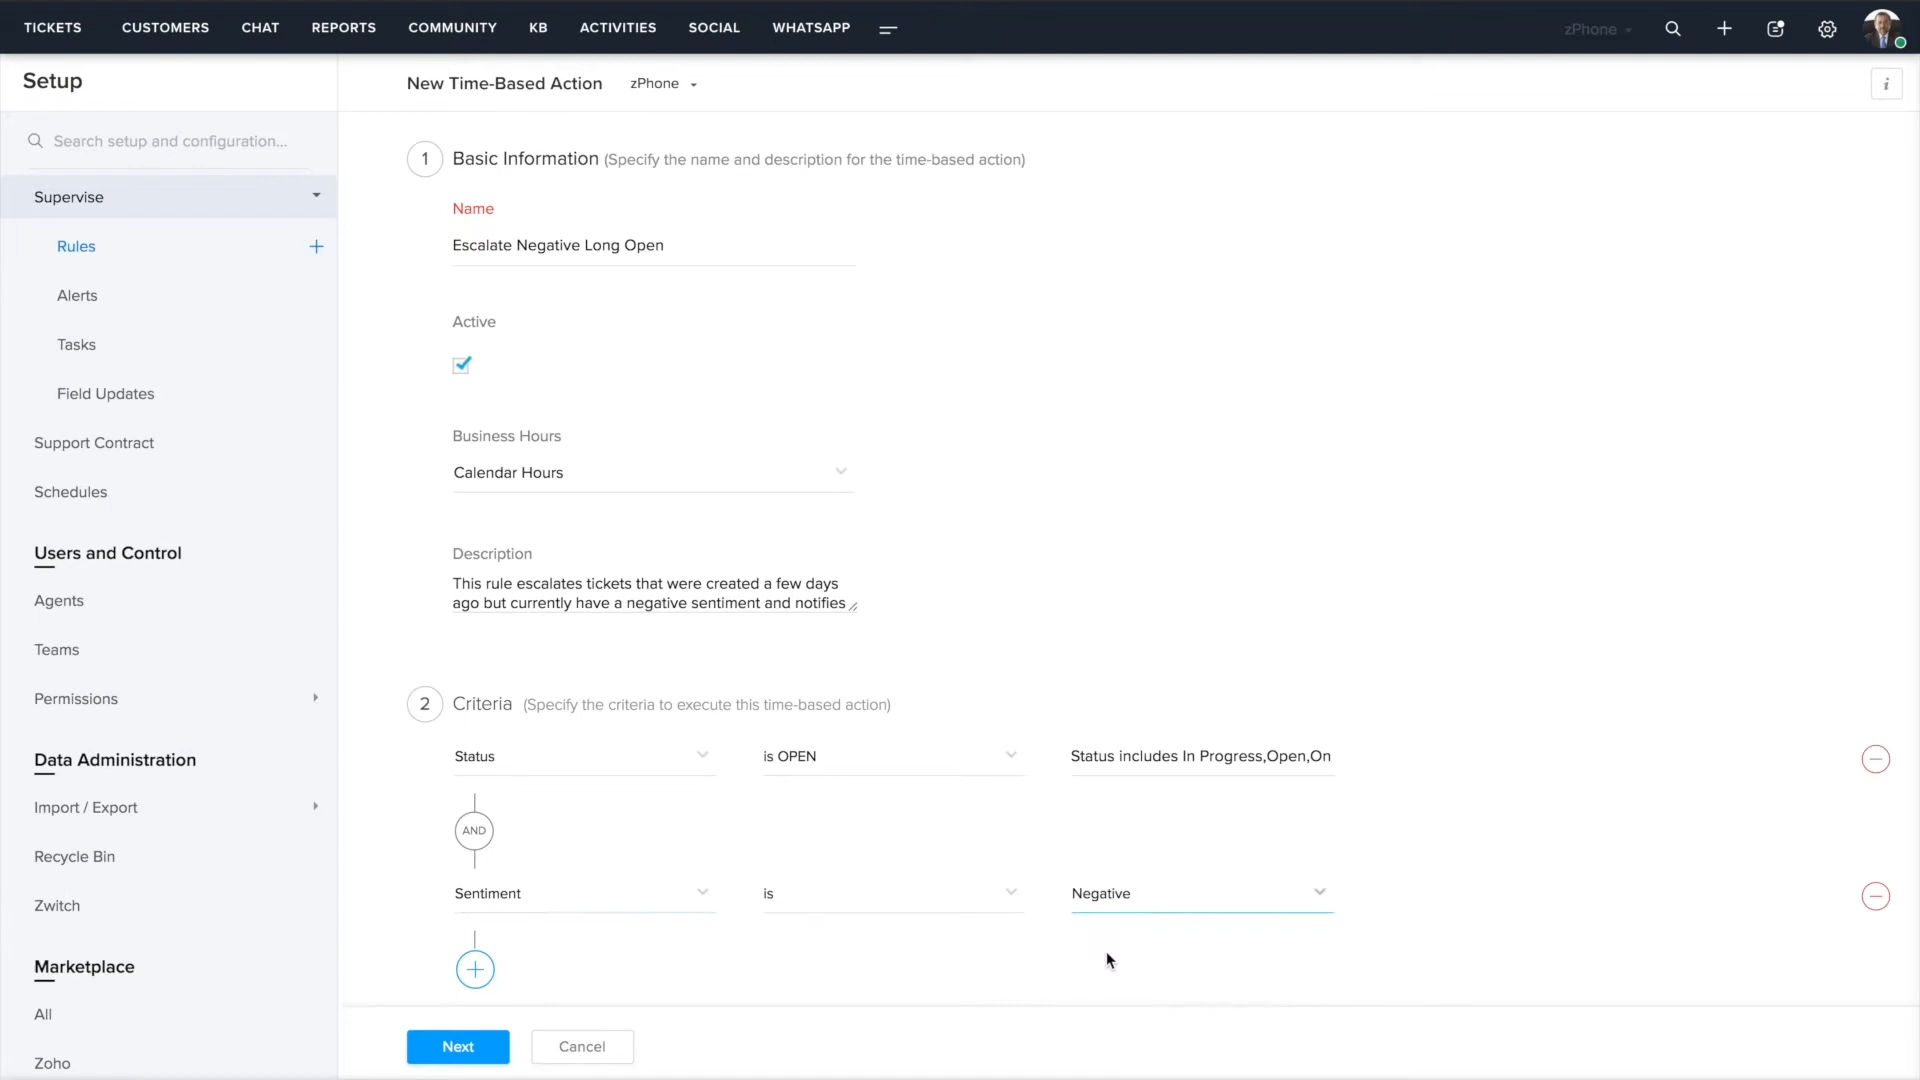 TICKETS CUSTOMERS CHAT REPORTS COMMUNITY KB ACTIVITIES SOCIAL WHATSAPP zPhone
Setup
New Time-Based Action zPhone
i
Search setup and configuration...
Supervise
Rules
Alerts
Tasks
Field Updates
Support Contract
Schedules
Users and Control
Agents
Teams
Permissions
Data Administration
Import / Export
Recycle Bin
Zwitch
Marketplace
All
Zoho
1 Basic Information (Specify the name and description for the time-based action)
Name
Escalate Negative Long Open
Active
Business Hours
Calendar Hours
Description
This rule escalates tickets that were created a few days
ago but currently have a negative sentiment and notifies
2 Criteria (Specify the criteria to execute this time-based action)
Status is OPEN Status includes In Progress,Open,On
AND
Sentiment is Negative
Next Cancel